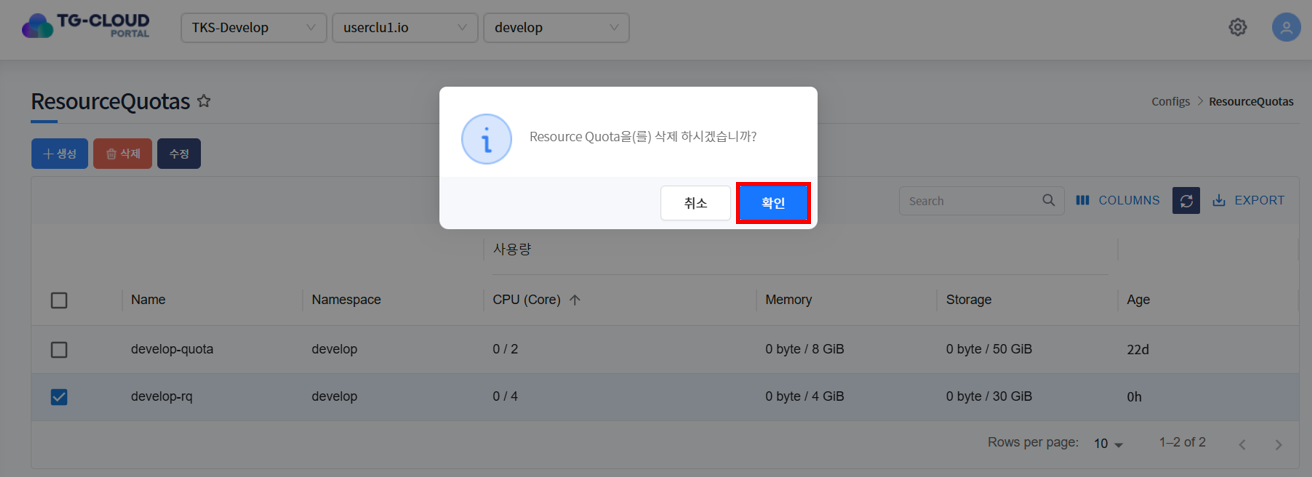 TG-CLOUD
PORTAL
TKS-Develop userclu1.io develop
ResourceQuotas
Configs > ResourceQuotas
Resource Quota을(를) 삭제 하시겠습니까?
취소 확인
+ 생성 삭제 수정
Search COLUMNS EXPORT
사용량
Name Namespace CPU (Core) ↑ Memory Storage Age
develop-quota develop 0 / 2 0 byte / 8 GiB 0 byte / 50 GiB 22d
develop-rq develop 0 / 4 0 byte / 4 GiB 0 byte / 30 GiB 0h
Rows per page: 10 1–2 of 2